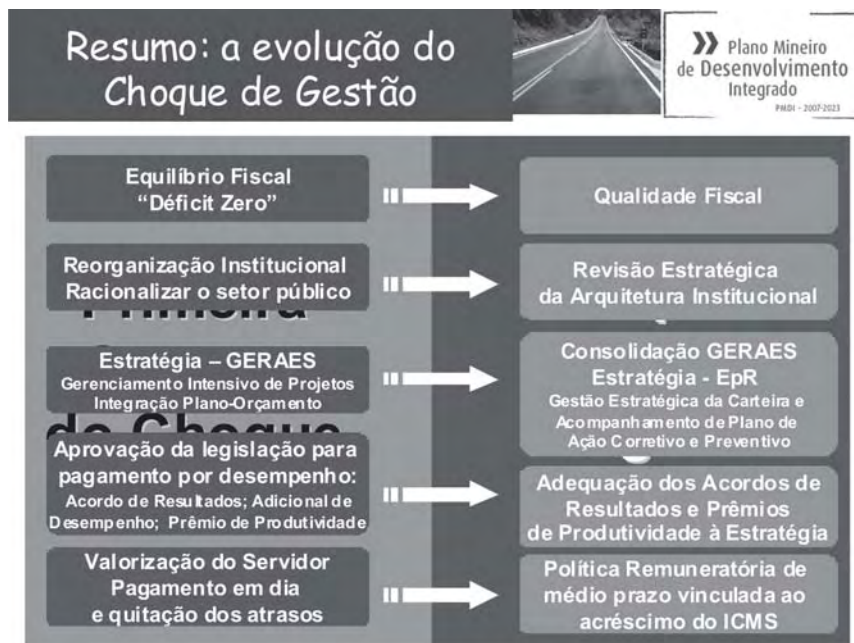 Resumo: a evolução do
Choque de Gestão
Plano Mineiro
de Desenvolvimento
Integrado
PMDI - 2007-2023
Equilíbrio Fiscal
“Déficit Zero”
Qualidade Fiscal
Reorganização Institucional
Racionalizar o setor público
Revisão Estratégica
da Arquitetura Institucional
Primeira
Estratégia – GERAES
Gerenciamento Intensivo de Projetos
Integração Plano-Orçamento
Consolidação GERAES
Estratégia - EpR
Gestão Estratégica da Carteira e
Acompanhamento de Plano de
Ação Corretivo e Preventivo
do Choque
Aprovação da legislação para
pagamento por desempenho:
Acordo de Resultados; Adicional de
Desempenho; Prêmio de Produtividade
Adequação dos Acordos de
Resultados e Prêmios
de Produtividade à Estratégia
Valorização do Servidor
Pagamento em dia
e quitação dos atrasos
Política Remuneratória de
médio prazo vinculada ao
acréscimo do ICMS